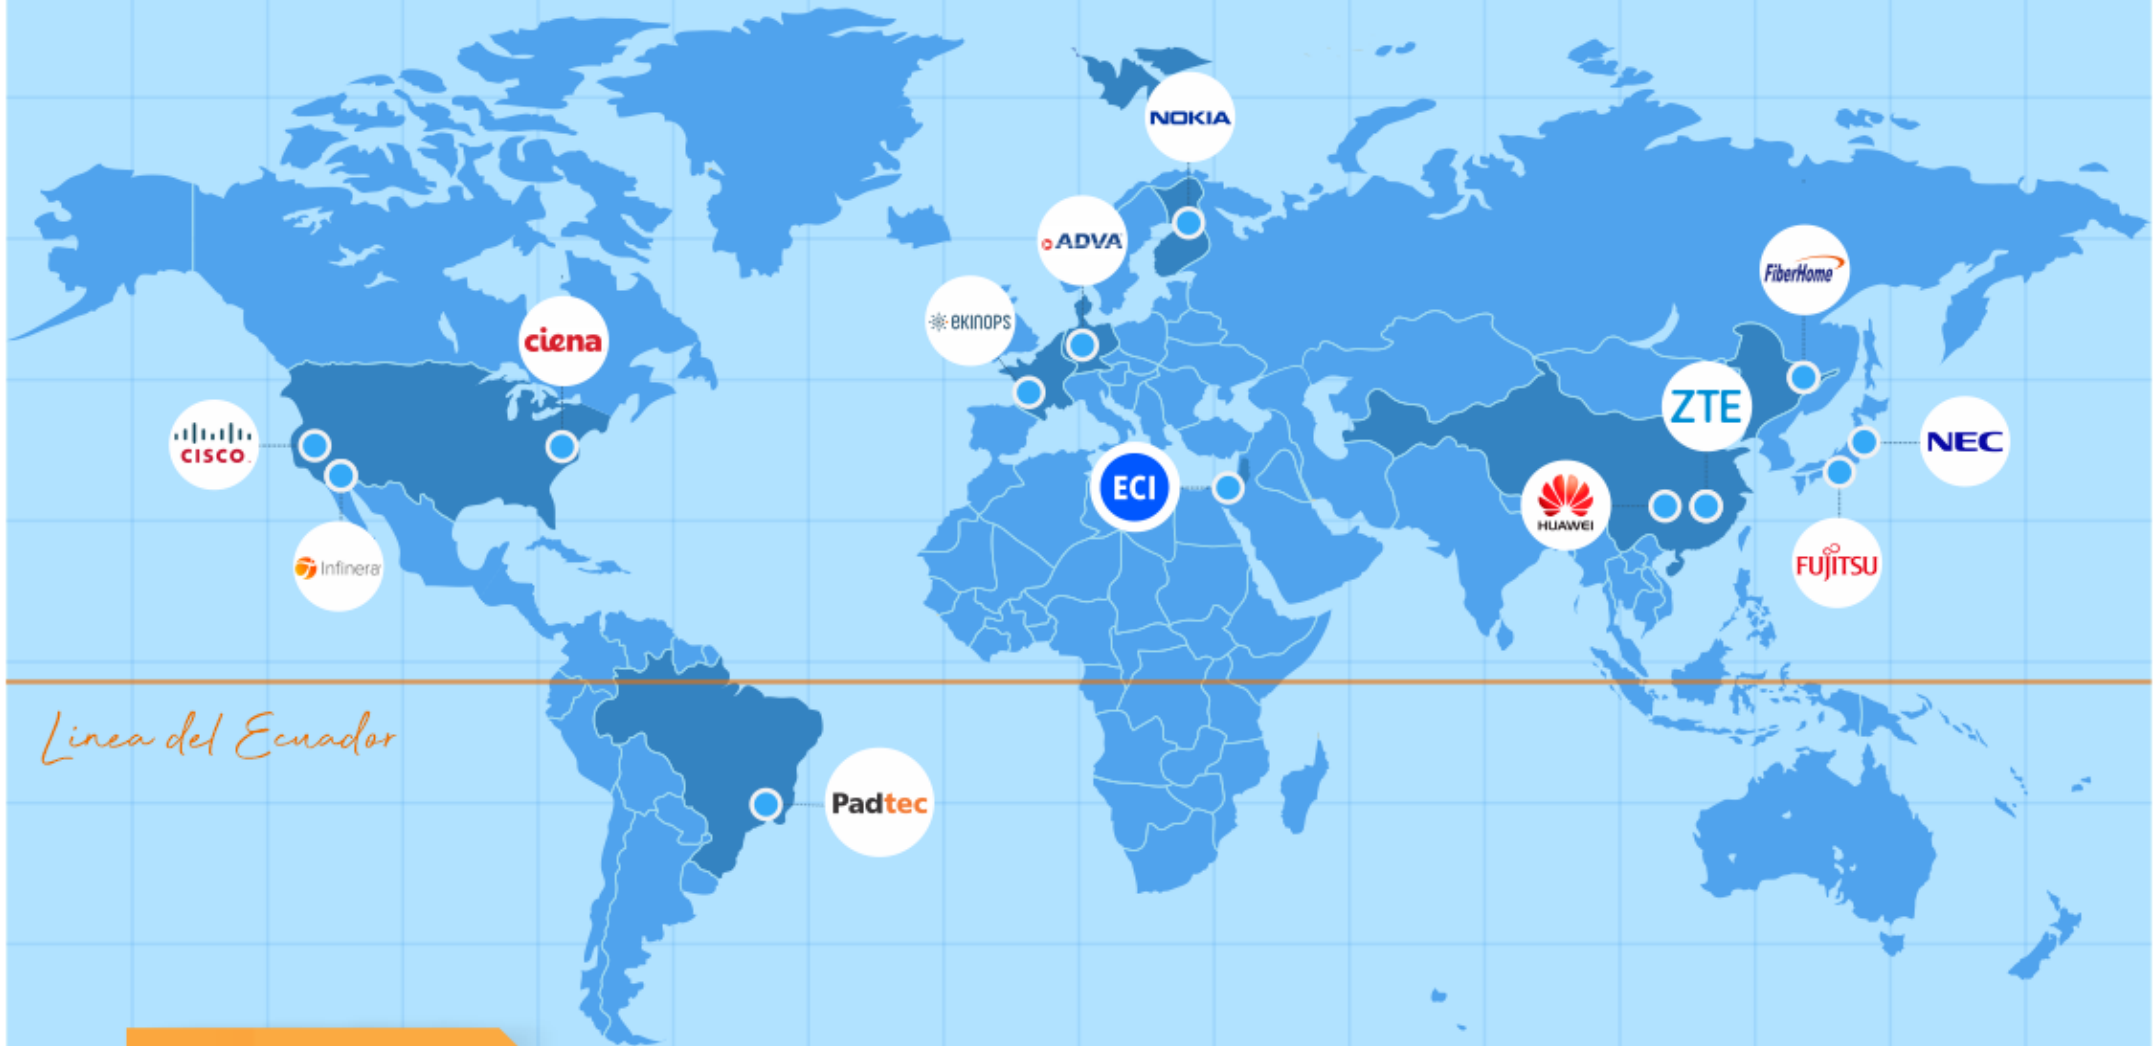 NOKIA
ADVA
FiberHome
ekinops
ciena
ZTE
CISCO
NEC
ECI
HUAWEI
Infinera
FUJITSU
Linea del Ecuador
Padtec